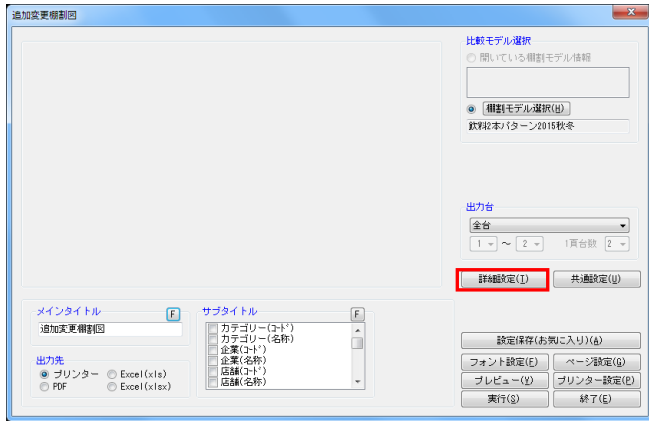 追加変更棚割図
比較モデル選択
開いている棚割モデル情報
棚割モデル選択(H)
飲料2本パターン2015秋冬
出力台
全台
1 ～ 2 1頁台数 2
詳細設定(I) 共通設定(U)
メインタイトル F
追加変更棚割図
サブタイトル F
カテゴリー(コード)
カテゴリー(名称)
企業(コード)
企業(名称)
店舗(コード)
店舗(名称)
出力先
プリンター Excel(xls)
PDF Excel(xlsx)
設定保存(お気に入り)(A)
フォント設定(F) ページ設定(G)
プレビュー(V) プリンター設定(P)
実行(S) 終了(E)